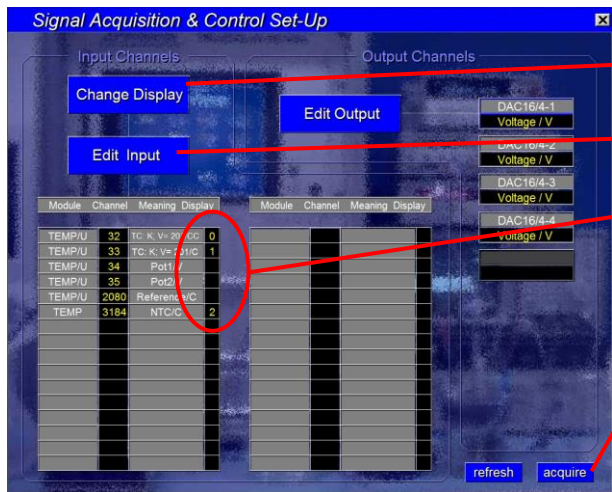 Signal Acquisition & Control Set-Up
Input Channels
Output Channels
Change Display
Edit Output
Edit Input
DAC16/4-1
Voltage / V
DAC16/4-2
Voltage / V
DAC16/4-3
Voltage / V
DAC16/4-4
Voltage / V
Module Channel Meaning Display
Module Channel Meaning Display
TEMP/U 32 TC: K; V= 0
TEMP/U 33 TC: K; V= 1
TEMP/U 34
TEMP/U 35
TEMP/U 2080 Reference/C
TEMP 3184 NTC/C 2
refresh acquire